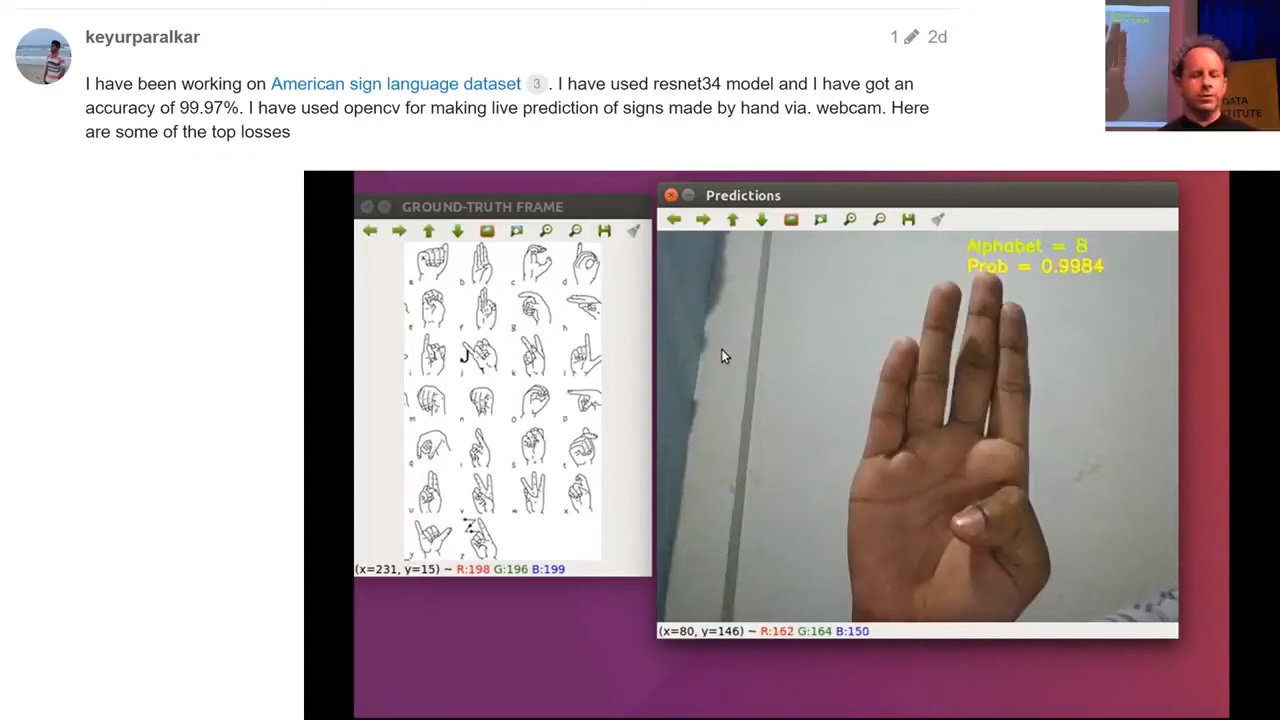 keyurparalkar
1 2d
I have been working on American sign language dataset 3 . I have used resnet34 model and I have got an
accuracy of 99.97%. I have used opencv for making live prediction of signs made by hand via. webcam. Here
are some of the top losses
DATA
GROUND-TRUTH FRAME
a b c d
e f g h
i j k l
m n o p
q r s t
u v w x
y z
J
Z
(x=231, y=15) ~ R:198 G:196 B:199
Predictions
Alphabet = B
Prob = 0.9984
(x=80, y=146) ~ R:162 G:164 B:150